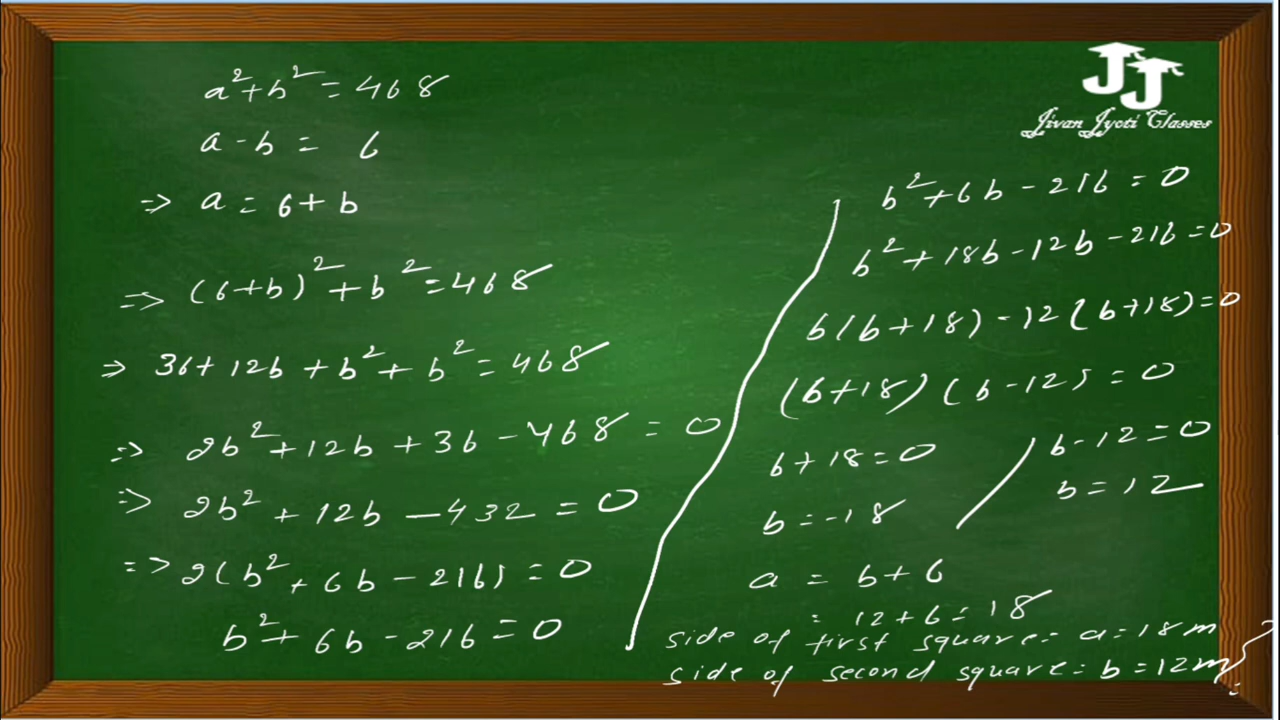 a²+b²=468
a-b= 6
=> a= 6+b
=> (6+b)²+b²=468
=> 36+12b+b²+b²=468
=> 2b²+12b+36-468=0
=> 2b²+12b-432=0
=> 2(b²+6b-216)=0
b²+6b-216=0
JJ
Jivan Jyoti Classes
b²+6b-216=0
b²+18b-12b-216=0
b(b+18)-12(b+18)=0
(b+18)(b-12)=0
b+18=0
b=-18
b-12=0
b=12
a = b+6
= 12+6=18
side of first square= a=18m
side of second square= b=12m